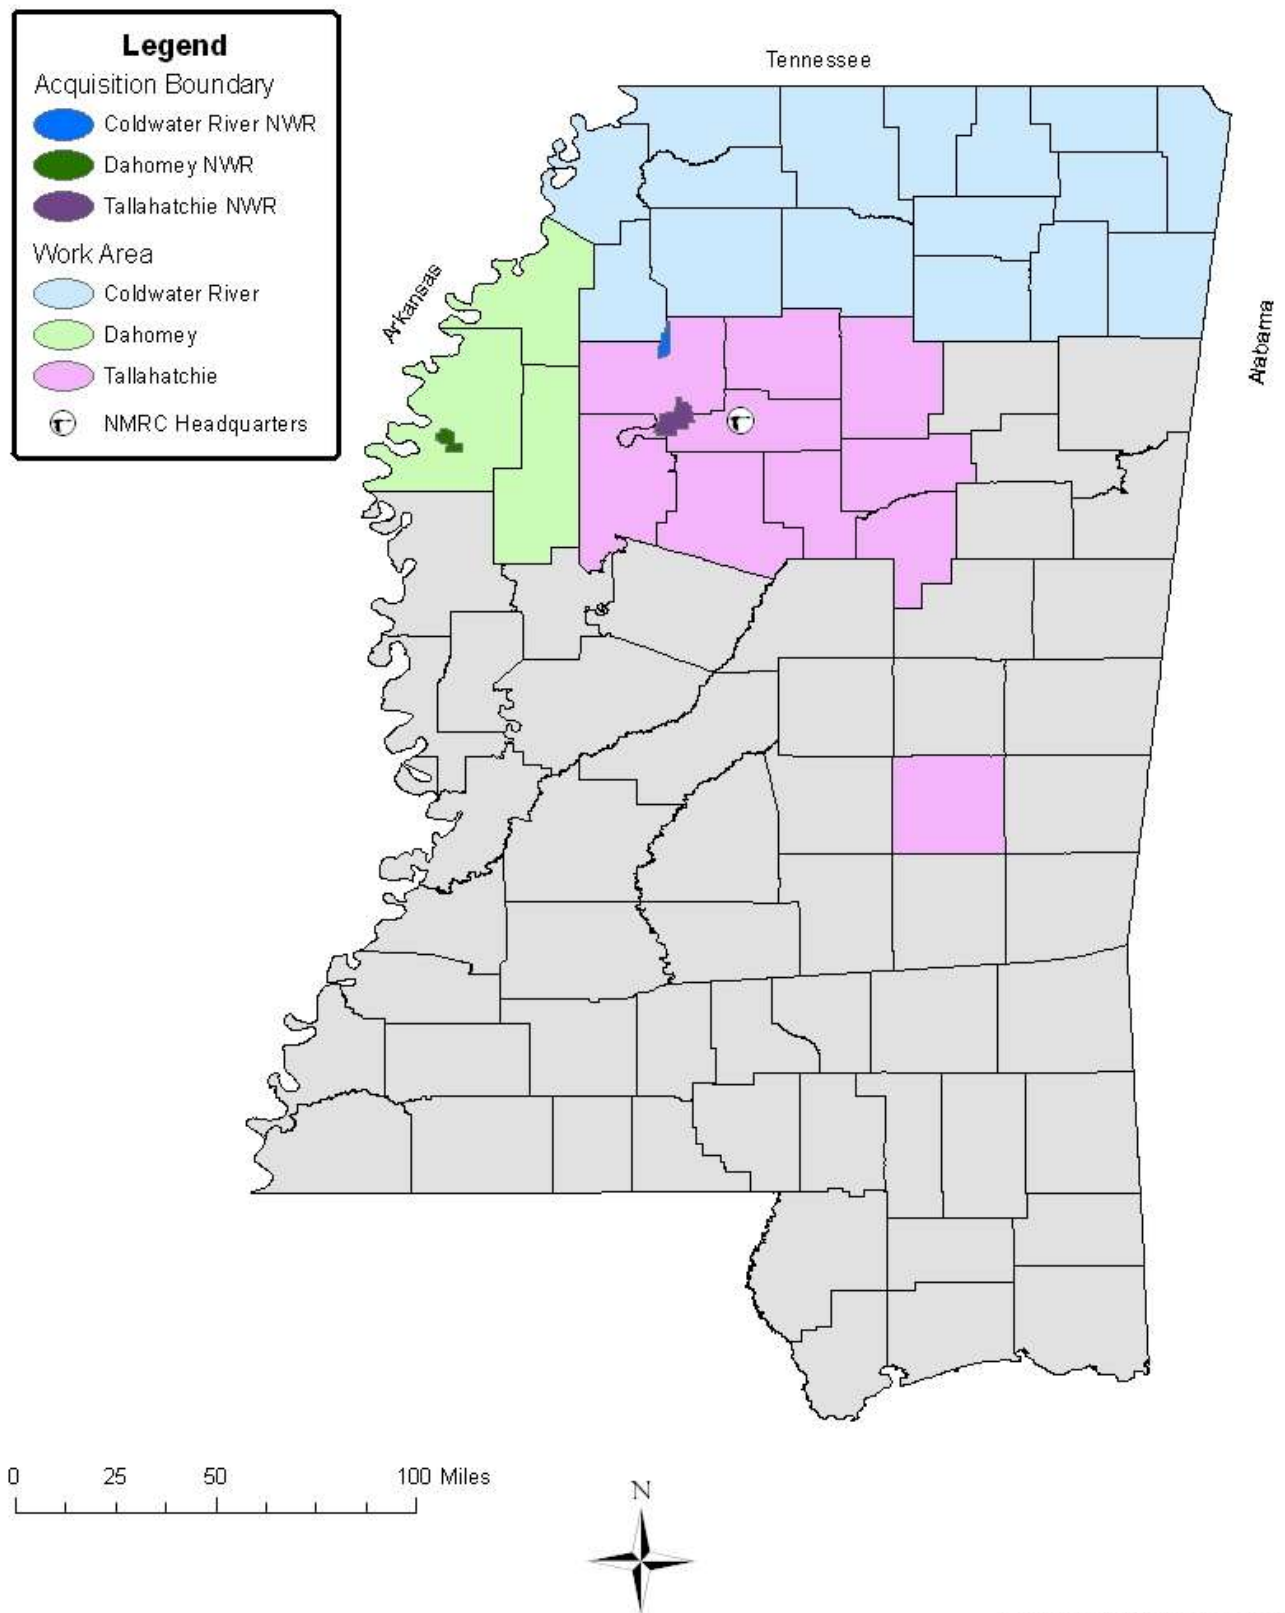 Legend
Acquisition Boundary
Coldwater River NWR
Dahomey NWR
Tallahatchie NWR
Work Area
Coldwater River
Dahomey
Tallahatchie
NMRC Headquarters
Tennessee
Arkansas
Alabama
0 25 50 100 Miles
N